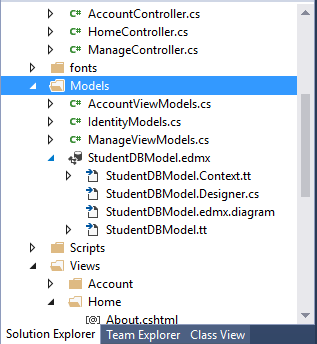 AccountController.cs
HomeController.cs
ManageController.cs
fonts
Models
AccountViewModels.cs
IdentityModels.cs
ManageViewModels.cs
StudentDBModel.edmx
StudentDBModel.Context.tt
StudentDBModel.Designer.cs
StudentDBModel.edmx.diagram
StudentDBModel.tt
Scripts
Views
Account
Home
About.cshtml
Solution Explorer Team Explorer Class View